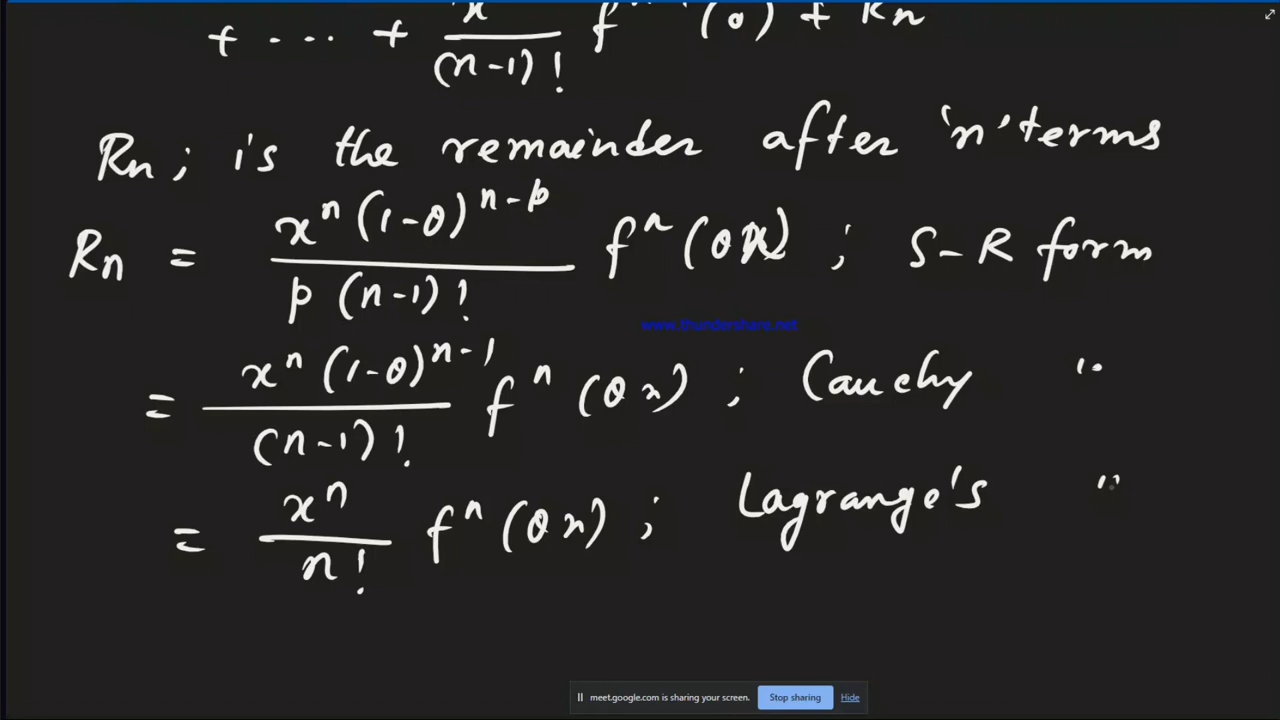 + ... + x/(n-1)! f (0) + Rn
Rn ; is the remainder after 'n' terms
Rn = x^n (1-θ)^(n-p) / p (n-1)! f^n (θx) ; S-R form
www.thundershare.net
= x^n (1-θ)^(n-1) / (n-1)! f^n (θx) ; Cauchy "
= x^n / n! f^n (θx) ; Lagrange's "
meet.google.com is sharing your screen. Stop sharing Hide